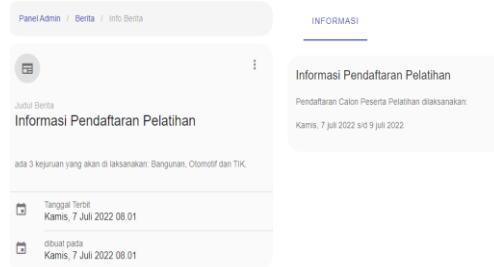 Panel Admin / Berita / Info Berita
Judul Berita
Informasi Pendaftaran Pelatihan
ada 3 kejuruan yang akan di laksanakan: Bangunan, Otomotif dan TIK.
Tanggal Terbit
Kamis, 7 Juli 2022 08.01
dibuat pada
Kamis, 7 Juli 2022 08.01
INFORMASI
Informasi Pendaftaran Pelatihan
Pendaftaran Calon Peserta Pelatihan dilaksanakan:
Kamis, 7 juli 2022 s/d 9 juli 2022